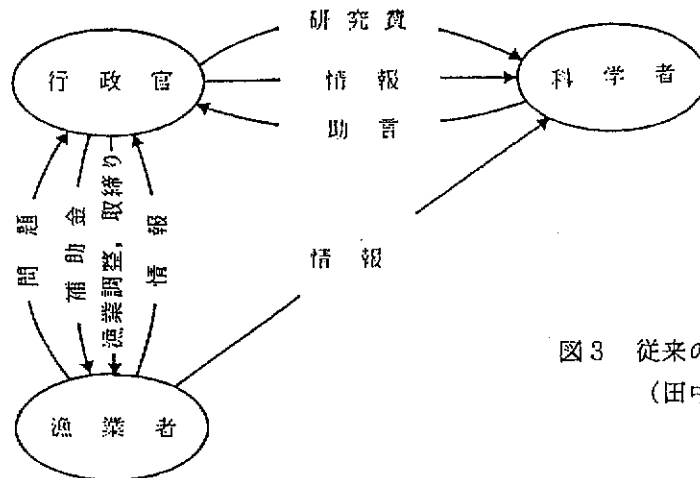 研究費
行政官
情報
科学者
助言
問題
補助金
漁業調整，取締り
情報
情報
漁業者
図3 従来の
（田中